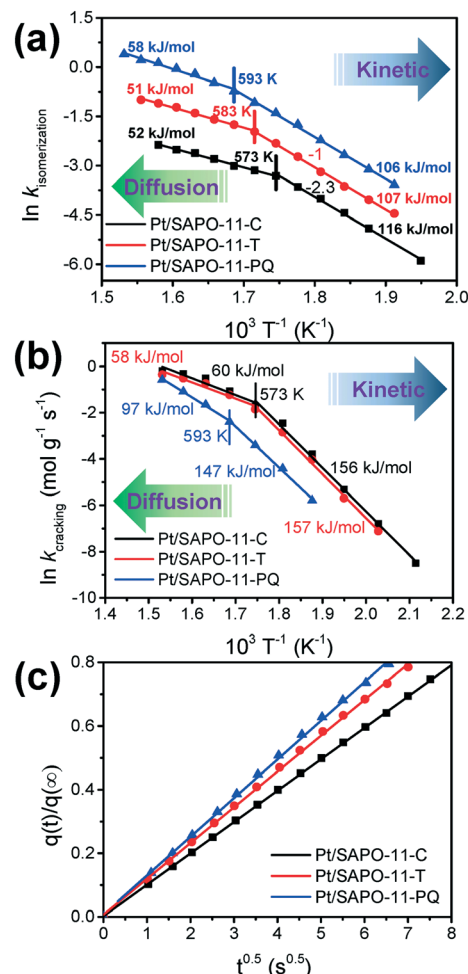 (a)
58 kJ/mol
593 K
Kinetic
51 kJ/mol
583 K
52 kJ/mol
573 K
-1
-2.3
106 kJ/mol
107 kJ/mol
116 kJ/mol
Diffusion
Pt/SAPO-11-C
Pt/SAPO-11-T
Pt/SAPO-11-PQ
ln k isomerization
0.0
-1.5
-3.0
-4.5
-6.0
1.5 1.6 1.7 1.8 1.9 2.0
10³ T⁻¹ (K⁻¹)
(b)
58 kJ/mol
60 kJ/mol
573 K
Kinetic
97 kJ/mol
593 K
147 kJ/mol
156 kJ/mol
157 kJ/mol
Diffusion
Pt/SAPO-11-C
Pt/SAPO-11-T
Pt/SAPO-11-PQ
ln k cracking (mol g⁻¹ s⁻¹)
0
-2
-4
-6
-8
-10
1.4 1.5 1.6 1.7 1.8 1.9 2.0 2.1 2.2
10³ T⁻¹ (K⁻¹)
(c)
q(t)/q(∞)
0.8
0.6
0.4
0.2
0.0
Pt/SAPO-11-C
Pt/SAPO-11-T
Pt/SAPO-11-PQ
0 1 2 3 4 5 6 7 8
t^0.5 (s^0.5)